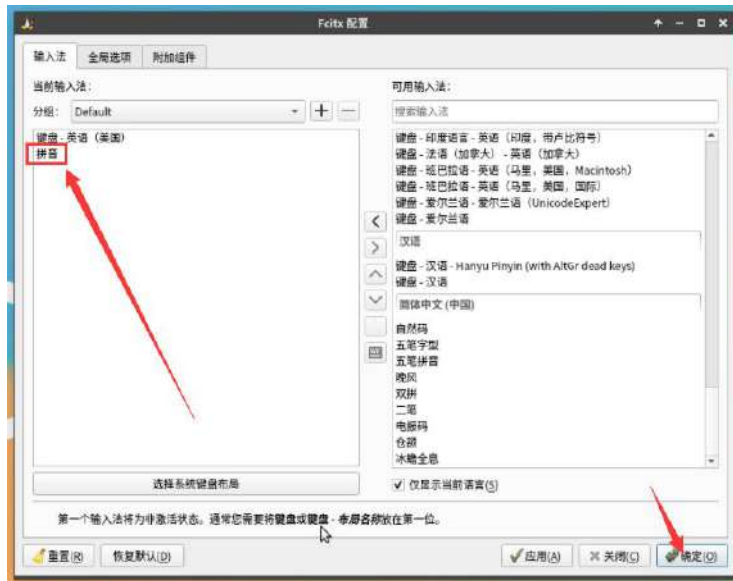 Fcitx 配置
输入法
全局选项
附加组件
当前输入法:
可用输入法:
分组:
Default
搜索输入法
键盘 - 英语 (美国)
拼音
键盘 - 印度语言 - 英语 (印度, 带卢比符号)
键盘 - 法语 (加拿大) - 英语 (加拿大)
键盘 - 班巴拉语 - 英语 (马里, 美国, Macintosh)
键盘 - 班巴拉语 - 英语 (马里, 美国, 国际)
键盘 - 爱尔兰语 - 爱尔兰语 (UnicodeExpert)
键盘 - 爱尔兰语
汉语
键盘 - 汉语 - Hanyu Pinyin (with AltGr dead keys)
键盘 - 汉语
简体中文 (中国)
自然码
五笔字型
五笔拼音
晚风
双拼
二笔
电报码
仓颉
冰蟾全息
选择系统键盘布局
仅显示当前语言(S)
第一个输入法将为非激活状态。通常您需要将键盘或键盘 - 布局名称放在第一位。
重置(R)
恢复默认(D)
应用(A)
关闭(C)
确定(O)